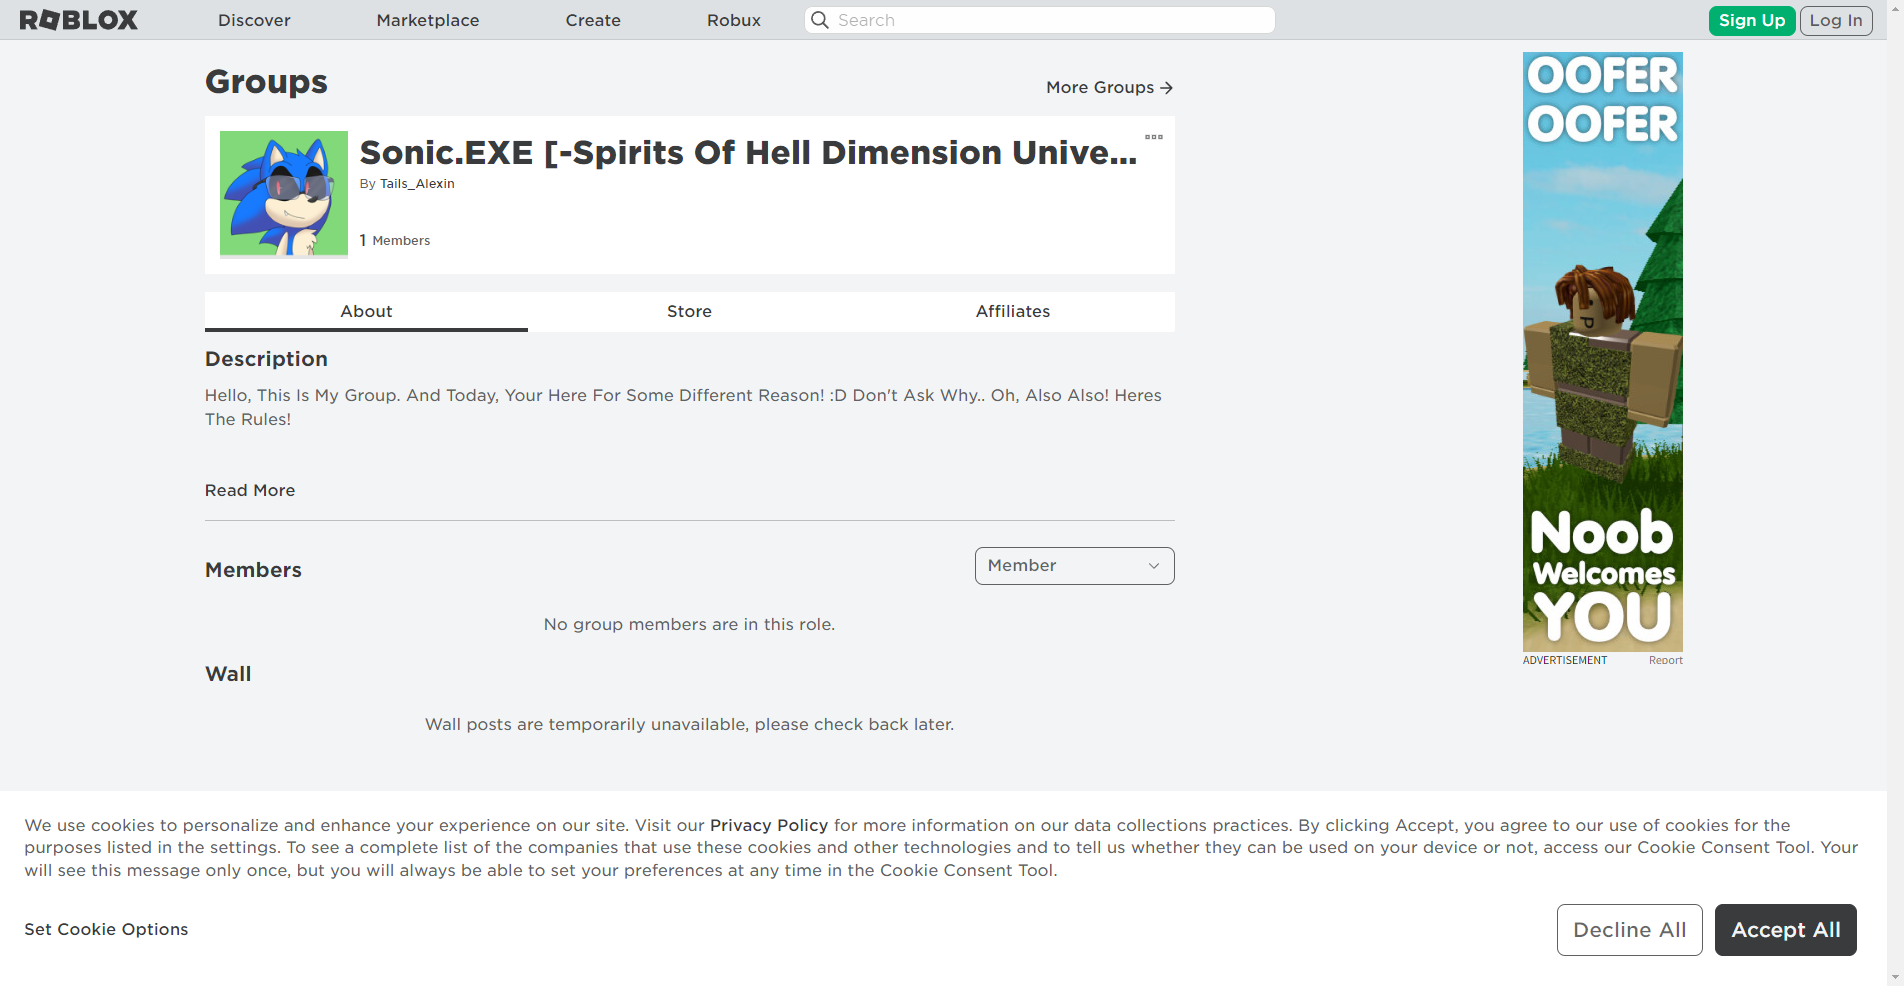 ROBLOX
Discover
Marketplace
Create
Robux
Search
Sign Up
Log In
Groups
More Groups
Sonic.EXE [-Spirits Of Hell Dimension Unive...
By Tails_Alexin
1 Members
About
Store
Affiliates
Description
Hello, This Is My Group. And Today, Your Here For Some Different Reason! :D Don't Ask Why.. Oh, Also Also! Heres
The Rules!
Read More
Members
Member
No group members are in this role.
Wall
Wall posts are temporarily unavailable, please check back later.
OOFER
OOFER
Noob
Welcomes
YOU
ADVERTISEMENT
Report
We use cookies to personalize and enhance your experience on our site. Visit our Privacy Policy for more information on our data collections practices. By clicking Accept, you agree to our use of cookies for the
purposes listed in the settings. To see a complete list of the companies that use these cookies and other technologies and to tell us whether they can be used on your device or not, access our Cookie Consent Tool. Your
will see this message only once, but you will always be able to set your preferences at any time in the Cookie Consent Tool.
Set Cookie Options
Decline All
Accept All